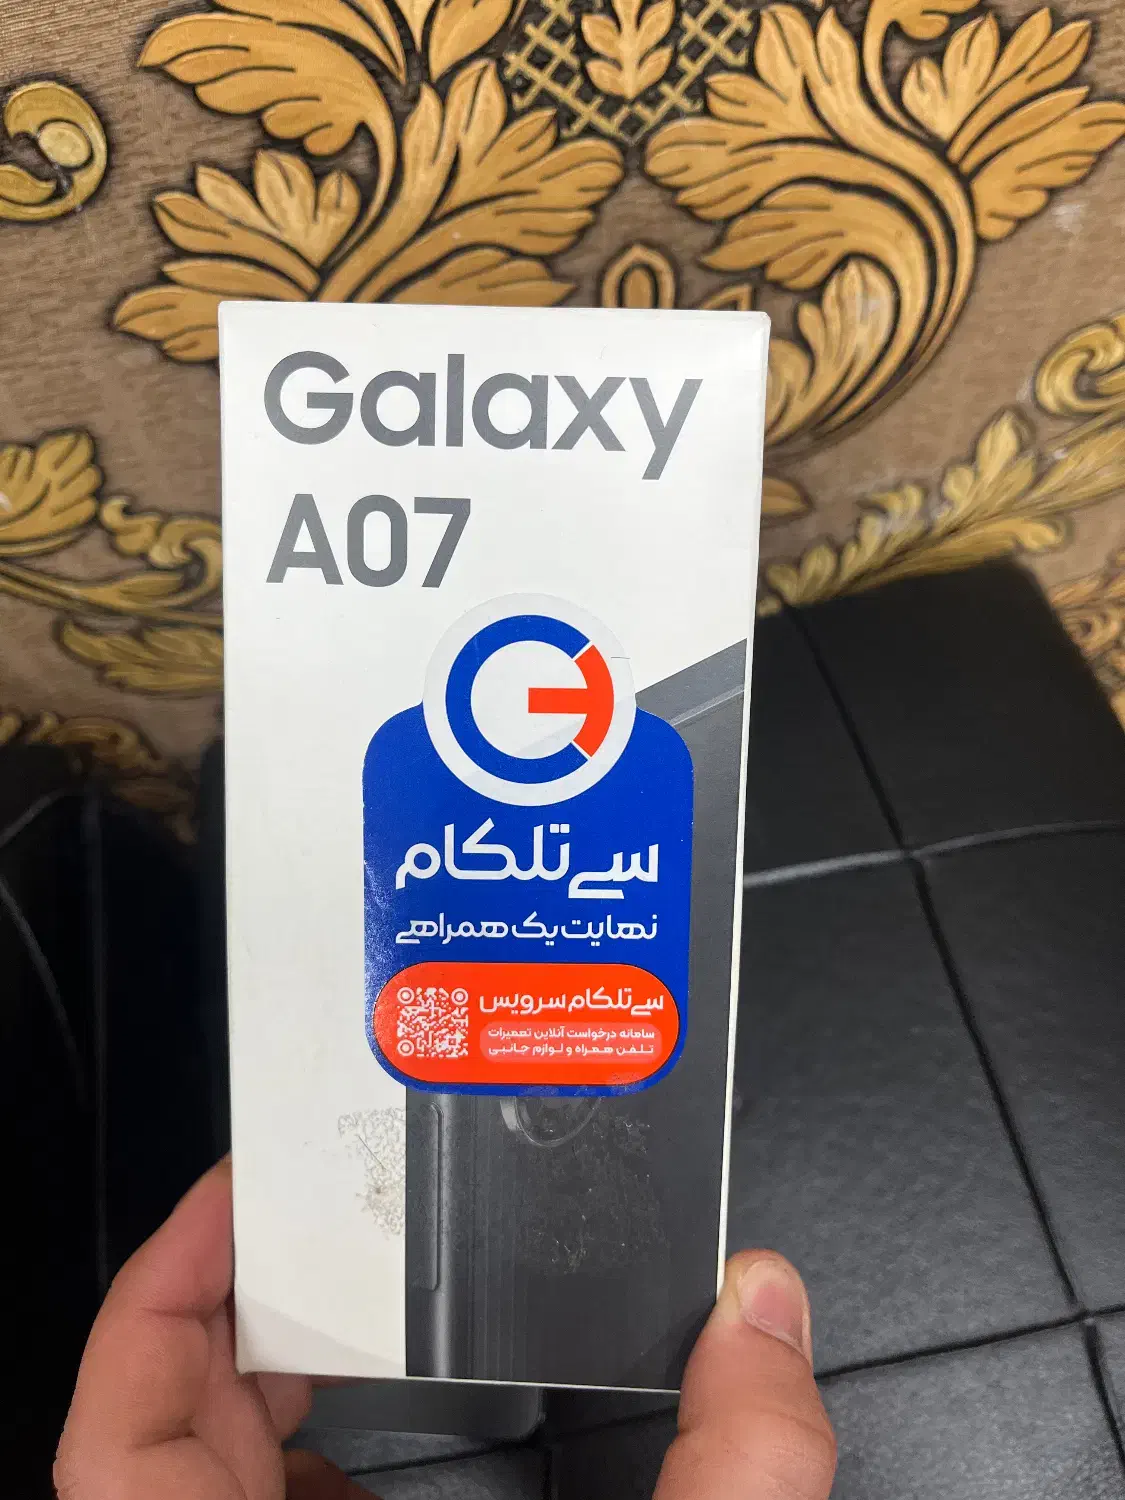 Galaxy
A07
سی‌تلکام
نهایت یک همراهی
سی‌تلکام سرویس
سامانه درخواست آنلاین تعمیرات
تلفن همراه و لوازم جانبی